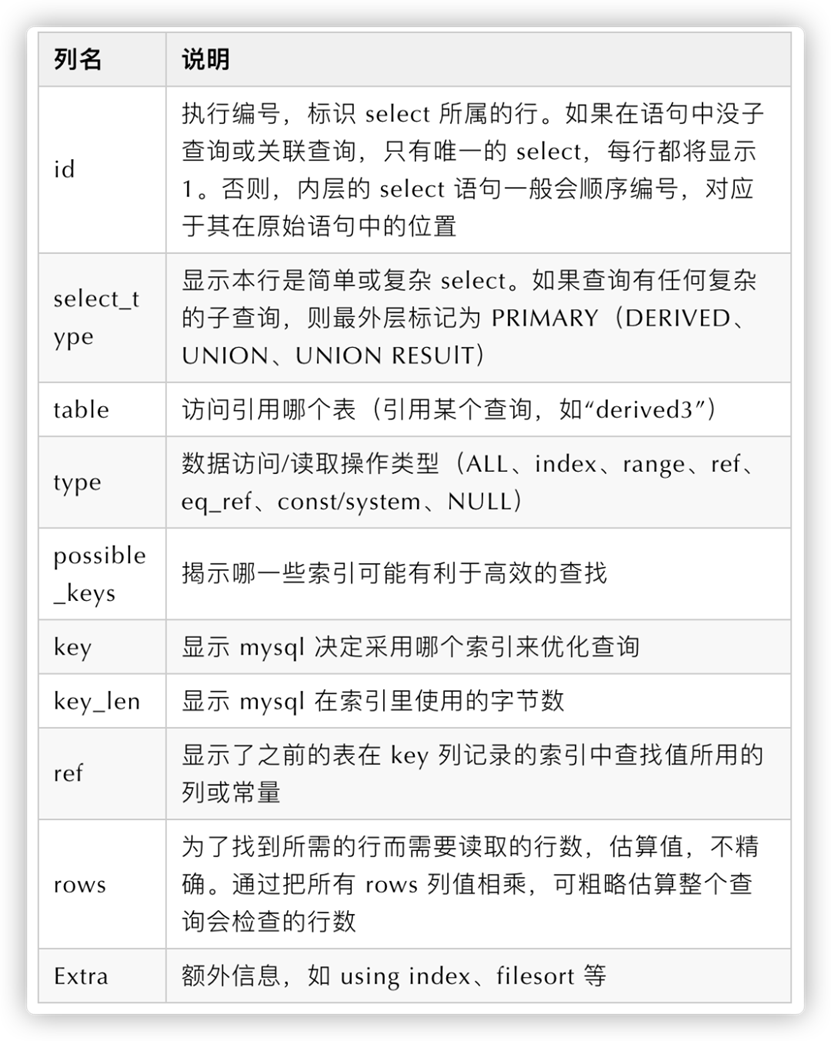 列名
说明
id
执行编号，标识 select 所属的行。如果在语句中没子
查询或关联查询，只有唯一的 select，每行都将显示
1。否则，内层的 select 语句一般会顺序编号，对应
于其在原始语句中的位置
select_t
ype
显示本行是简单或复杂 select。如果查询有任何复杂
的子查询，则最外层标记为 PRIMARY（DERIVED、
UNION、UNION RESUlT）
table
访问引用哪个表（引用某个查询，如“derived3”）
type
数据访问/读取操作类型（ALL、index、range、ref、
eq_ref、const/system、NULL）
possible
_keys
揭示哪一些索引可能有利于高效的查找
key
显示 mysql 决定采用哪个索引来优化查询
key_len
显示 mysql 在索引里使用的字节数
ref
显示了之前的表在 key 列记录的索引中查找值所用的
列或常量
rows
为了找到所需的行而需要读取的行数，估算值，不精
确。通过把所有 rows 列值相乘，可粗略估算整个查
询会检查的行数
Extra
额外信息，如 using index、filesort 等